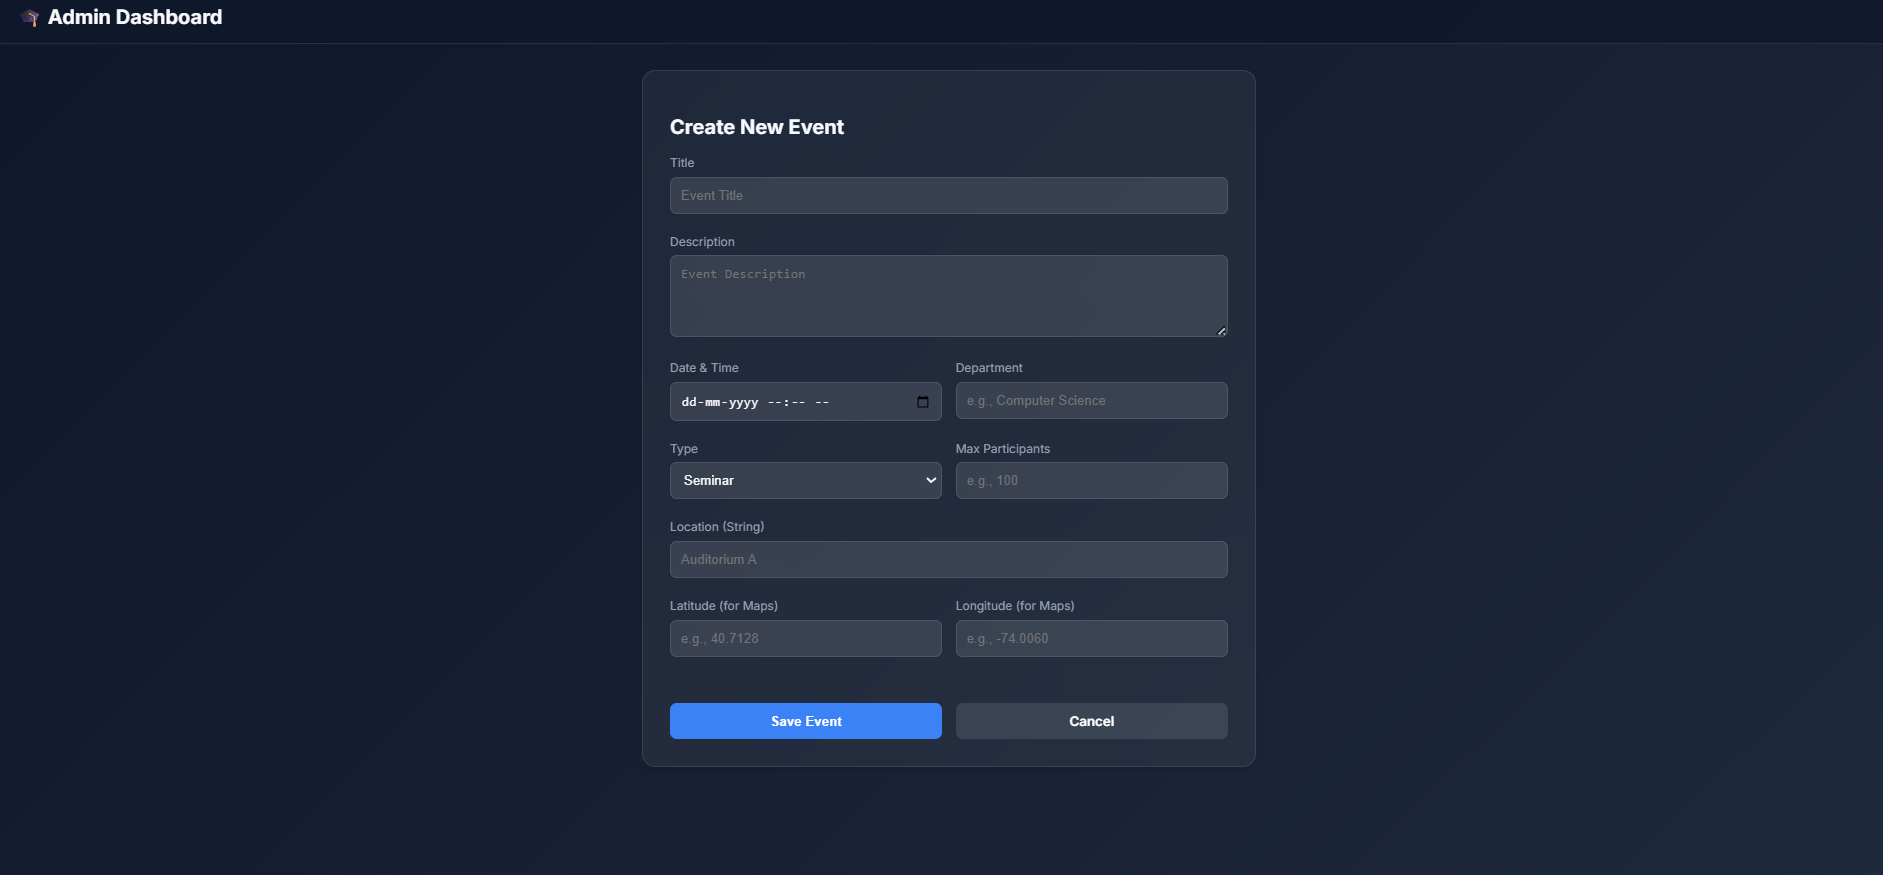 Admin Dashboard
Create New Event
Title
Event Title
Description
Event Description
Date & Time
Department
dd-mm-yyyy --:-- --
e.g., Computer Science
Type
Max Participants
Seminar
e.g., 100
Location (String)
Auditorium A
Latitude (for Maps)
Longitude (for Maps)
e.g., 40.7128
e.g., -74.0060
Save Event
Cancel